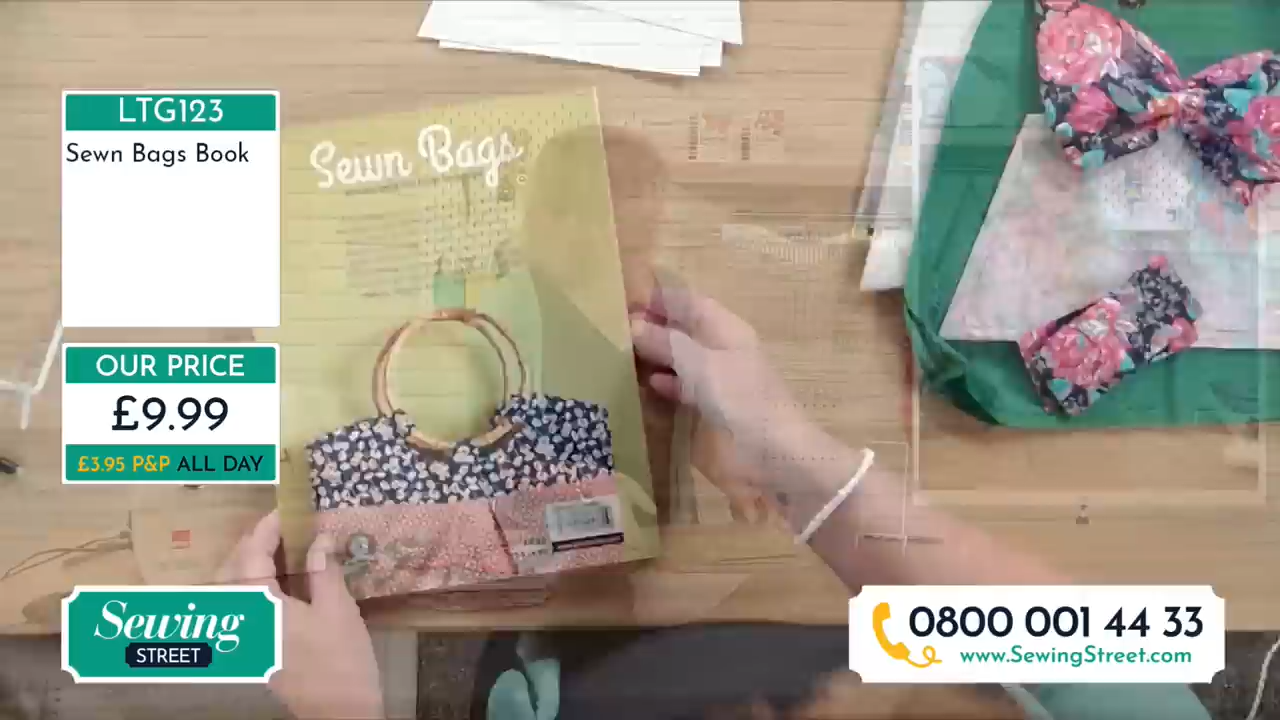 LTG123
Sewn Bags Book
Sewn Bags
OUR PRICE
£9.99
£3.95 P&P ALL DAY
Sewing
STREET
0800 001 44 33
www.SewingStreet.com